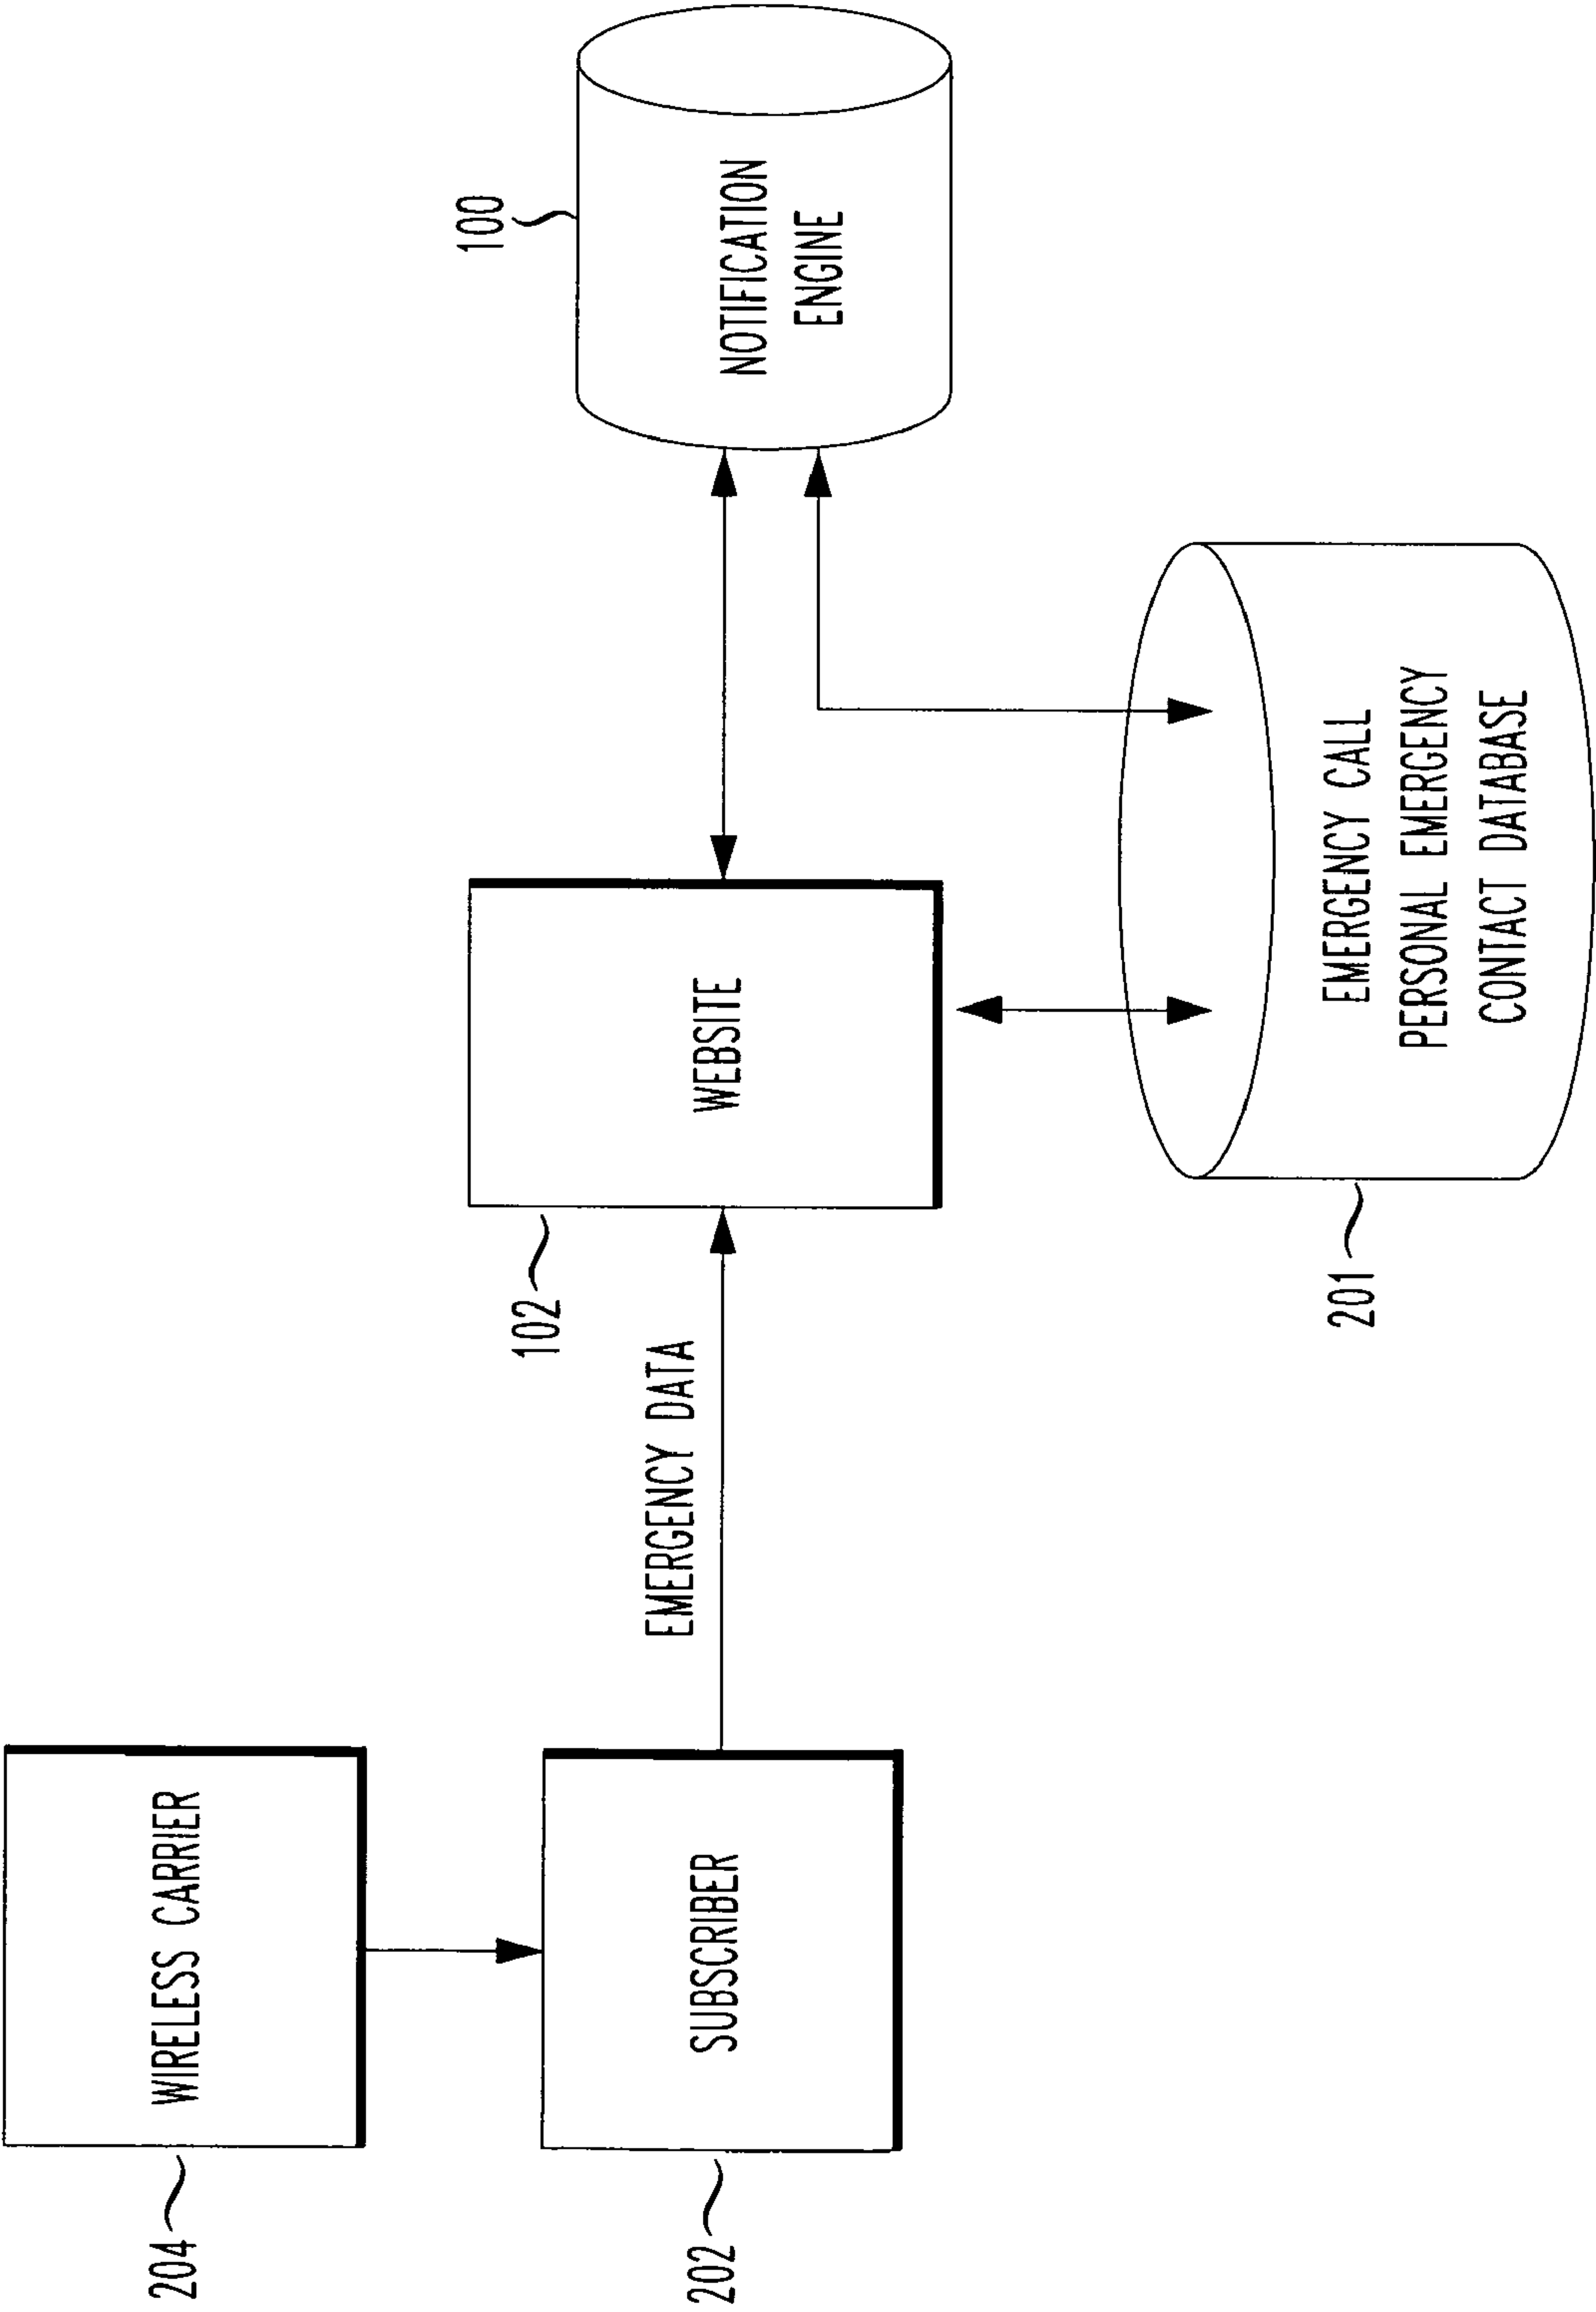 204
WIRELESS CARRIER
202
SUBSCRIBER
EMERGENCY DATA
102
WEBSITE
100
NOTIFICATION
ENGINE
201
EMERGENCY CALL
PERSONAL EMERGENCY
CONTACT DATABASE